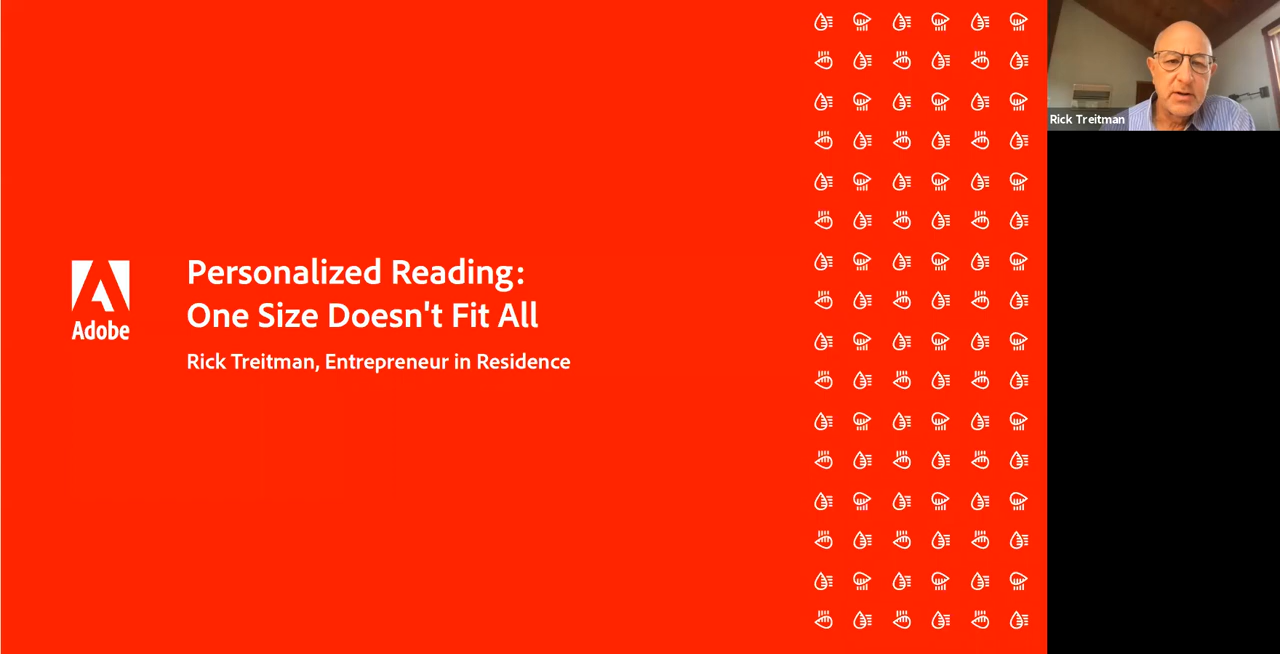 Personalized Reading:
One Size Doesn't Fit All
Rick Treitman, Entrepreneur in Residence
Adobe
Rick Treitman